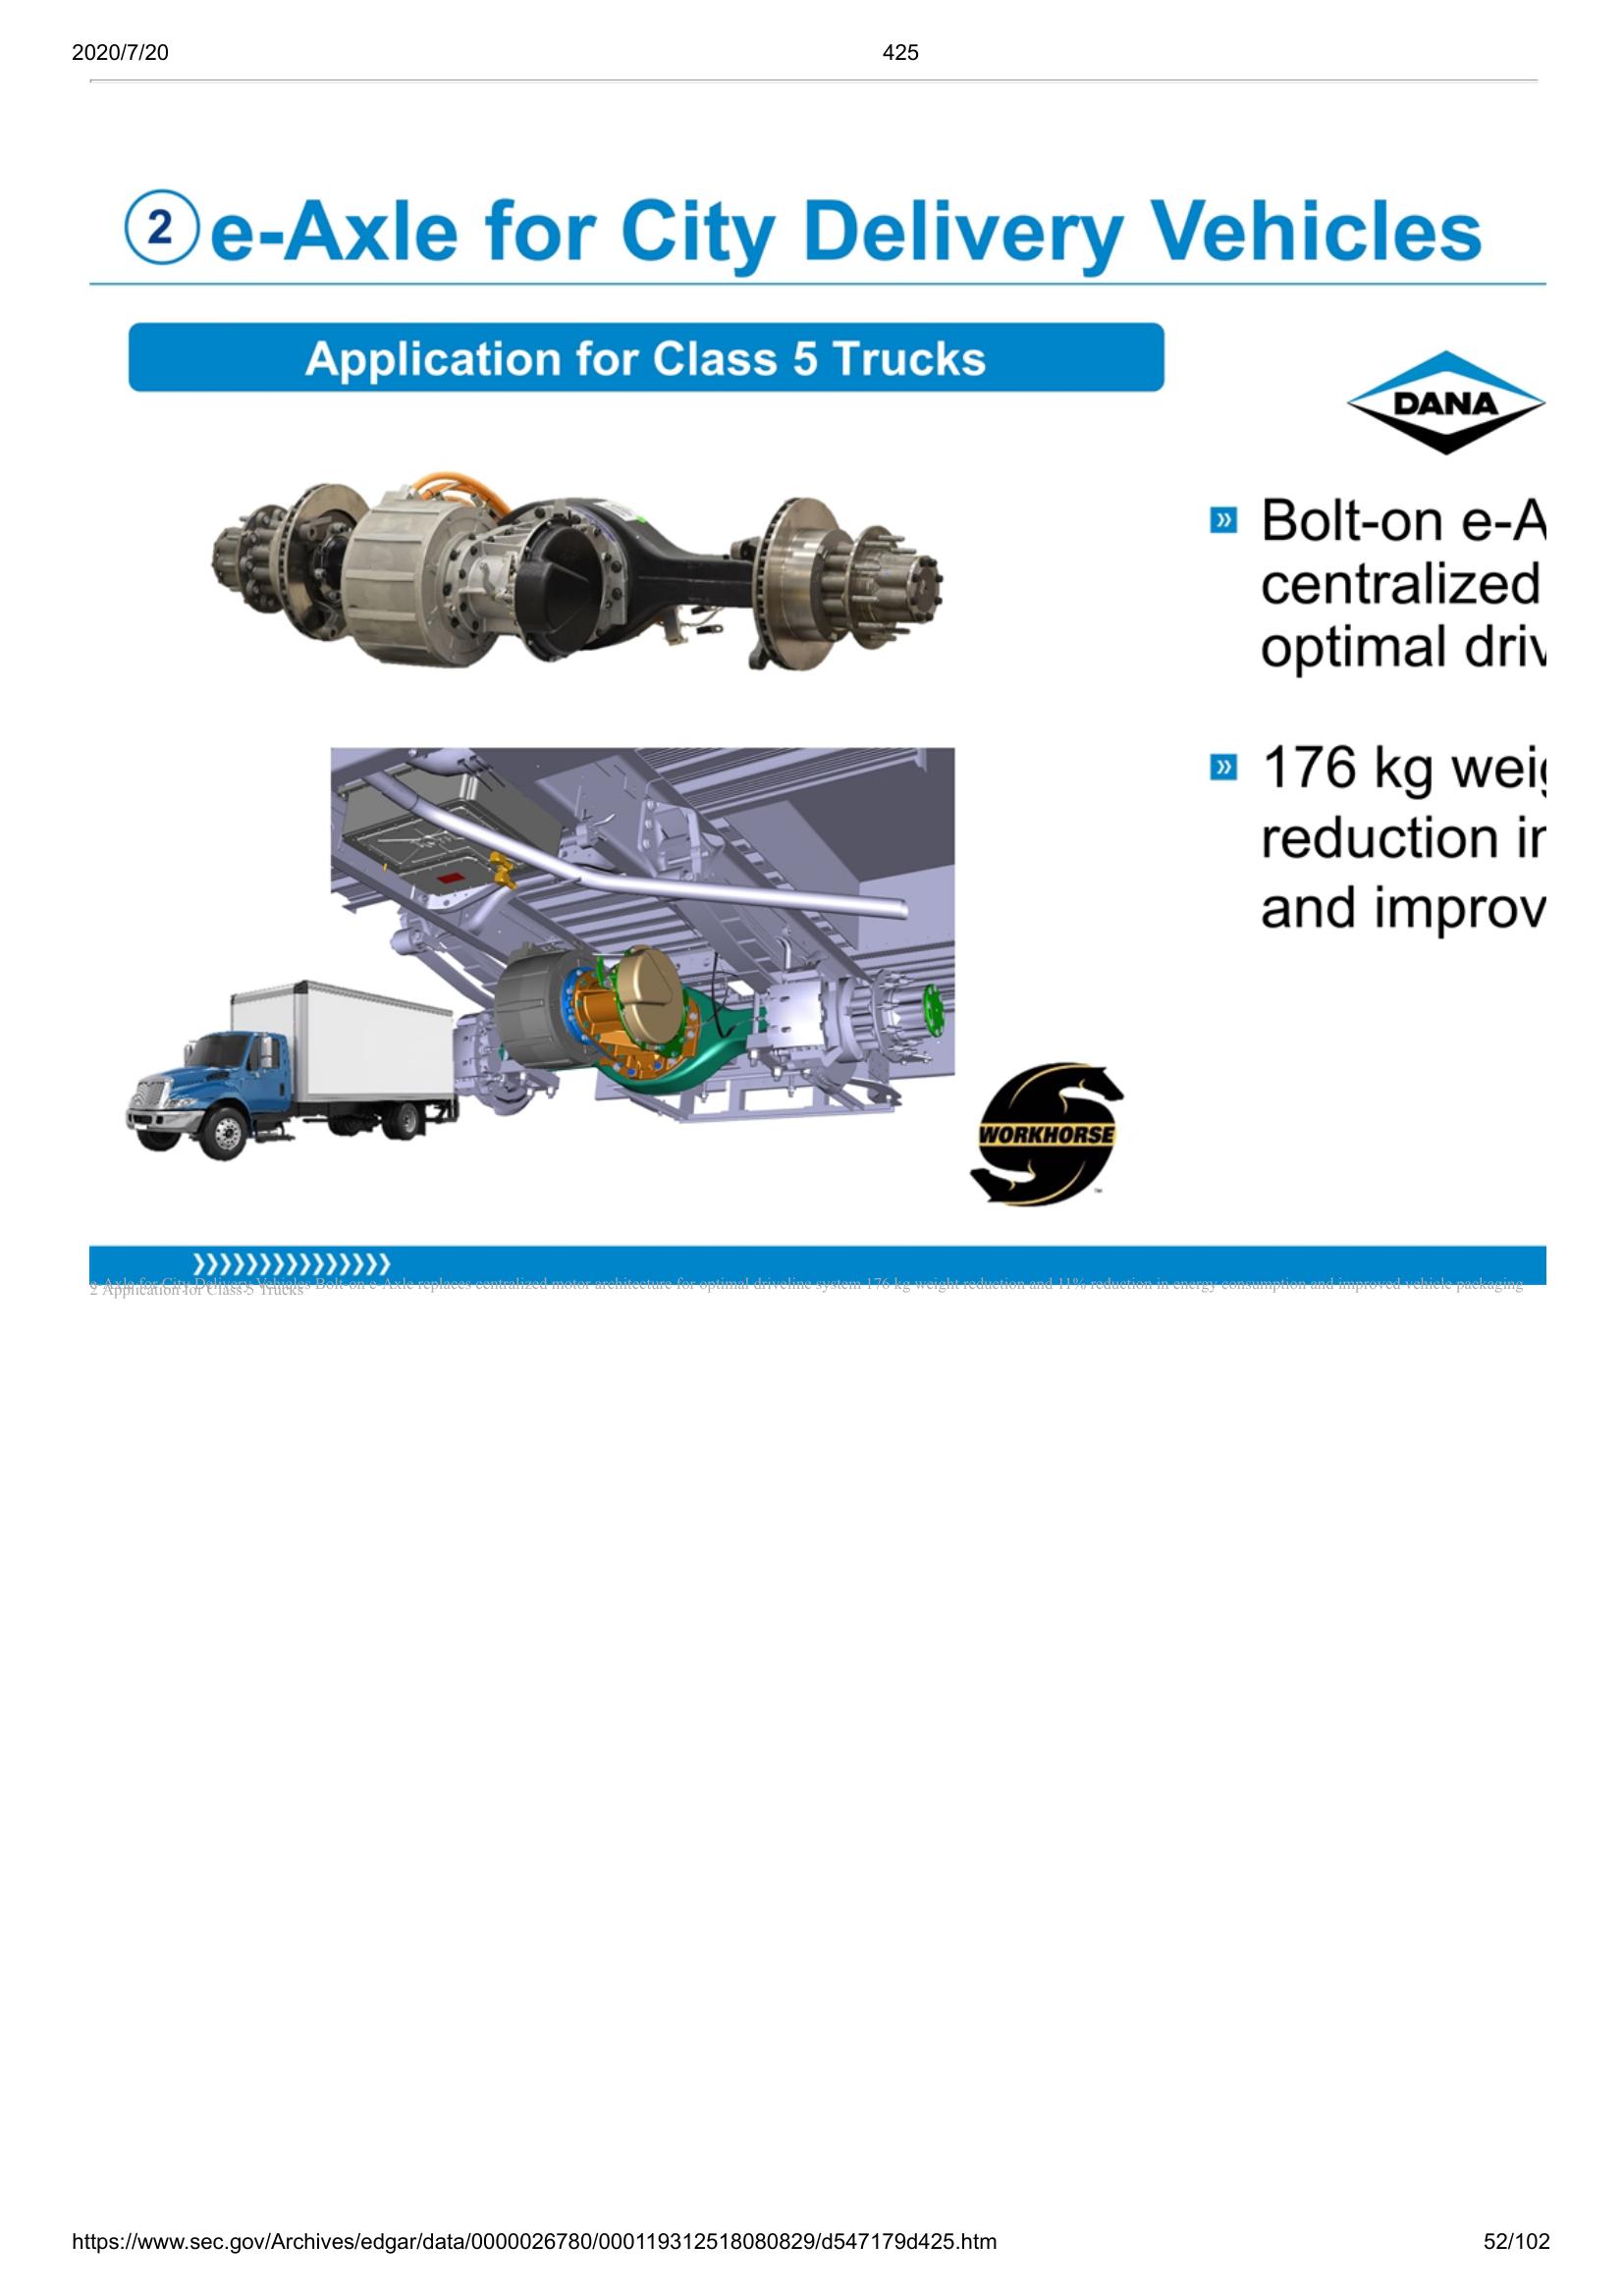 2020/7/20
425
2 e-Axle for City Delivery Vehicles
Application for Class 5 Trucks
DANA
Bolt-on e-A
centralized
optimal driv
176 kg weig
reduction in
and improv
WORKHORSE
™
e-Axle for City Delivery Vehicles Bolt-on e-Axle replaces centralized motor architecture for optimal driveline system 176 kg weight reduction and 11% reduction in energy consumption and improved vehicle packaging
2 Application for Class 5 Trucks
https://www.sec.gov/Archives/edgar/data/0000026780/000119312518080829/d547179d425.htm
52/102